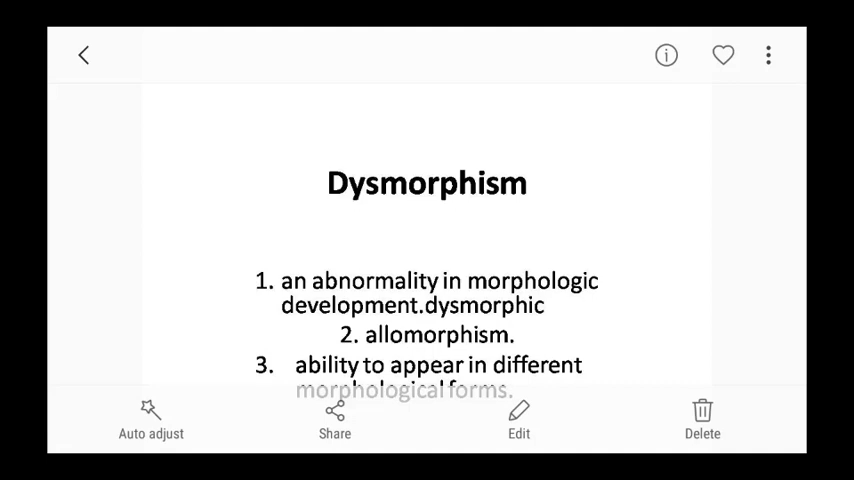 Dysmorphism
1. an abnormality in morphologic
development.dysmorphic
2. allomorphism.
3. ability to appear in different
morphological forms.
Auto adjust Share Edit Delete